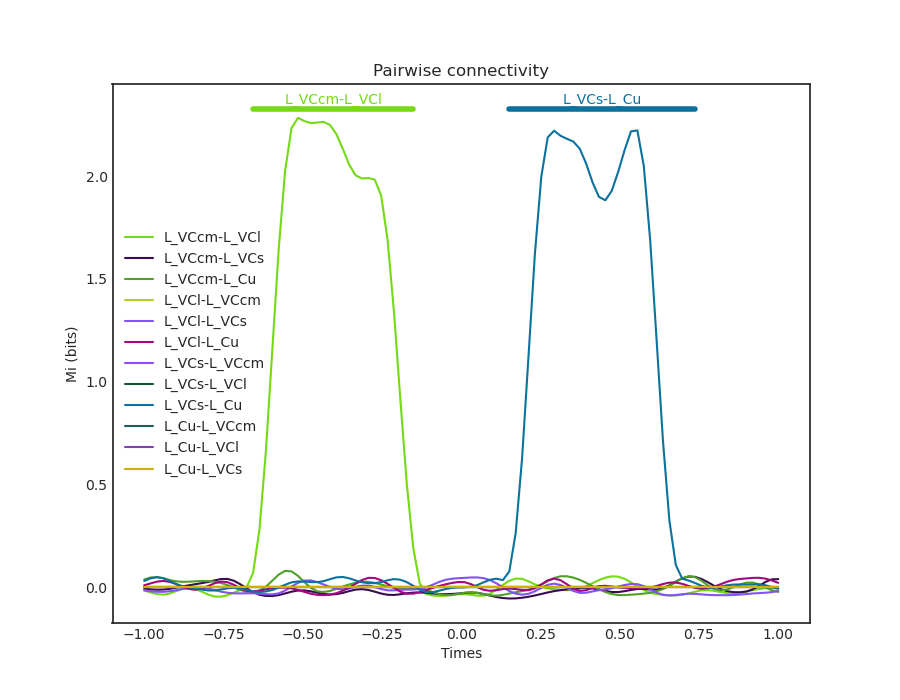 Pairwise connectivity
L_VCcm-L_VCl
L_VCs-L_Cu
Mi (bits)
2.0
1.5
1.0
0.5
0.0
L_VCcm-L_VCl
L_VCcm-L_VCs
L_VCcm-L_Cu
L_VCl-L_VCcm
L_VCl-L_VCs
L_VCl-L_Cu
L_VCs-L_VCcm
L_VCs-L_VCl
L_VCs-L_Cu
L_Cu-L_VCcm
L_Cu-L_VCl
L_Cu-L_VCs
−1.00 −0.75 −0.50 −0.25 0.00 0.25 0.50 0.75 1.00
Times